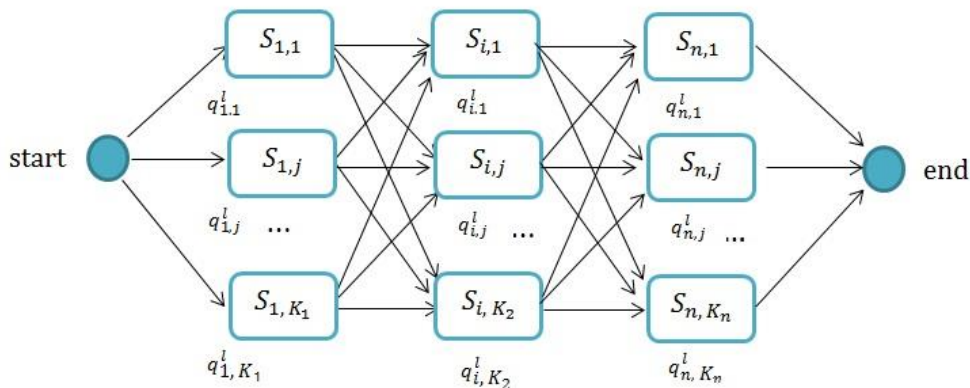 S_{1,1} S_{i,1} S_{n,1}
q^l_{1.1} q^l_{i.1} q^l_{n,1}
start S_{1,j} S_{i,j} S_{n,j} end
q^l_{1,j} ... q^l_{i,j} ... q^l_{n,j} ...
S_{1,K_1} S_{i,K_2} S_{n,K_n}
q^l_{1,K_1} q^l_{i,K_2} q^l_{n,K_n}